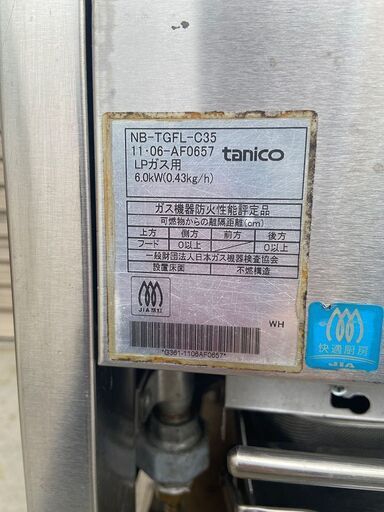 NB-TGFL-C35
11・06-AF0657 tanico
LPガス用
6.0kW(0.43kg/h)
ガス機器防火性能評定品
可燃物からの離隔距離(cm)
上方 側方 前方 後方
フード 0以上 0以上
一般財団法人日本ガス機器検査協会
設置床面 不燃構造
JIA
WH
*G361-1106AF0657*
快適厨房
JIA